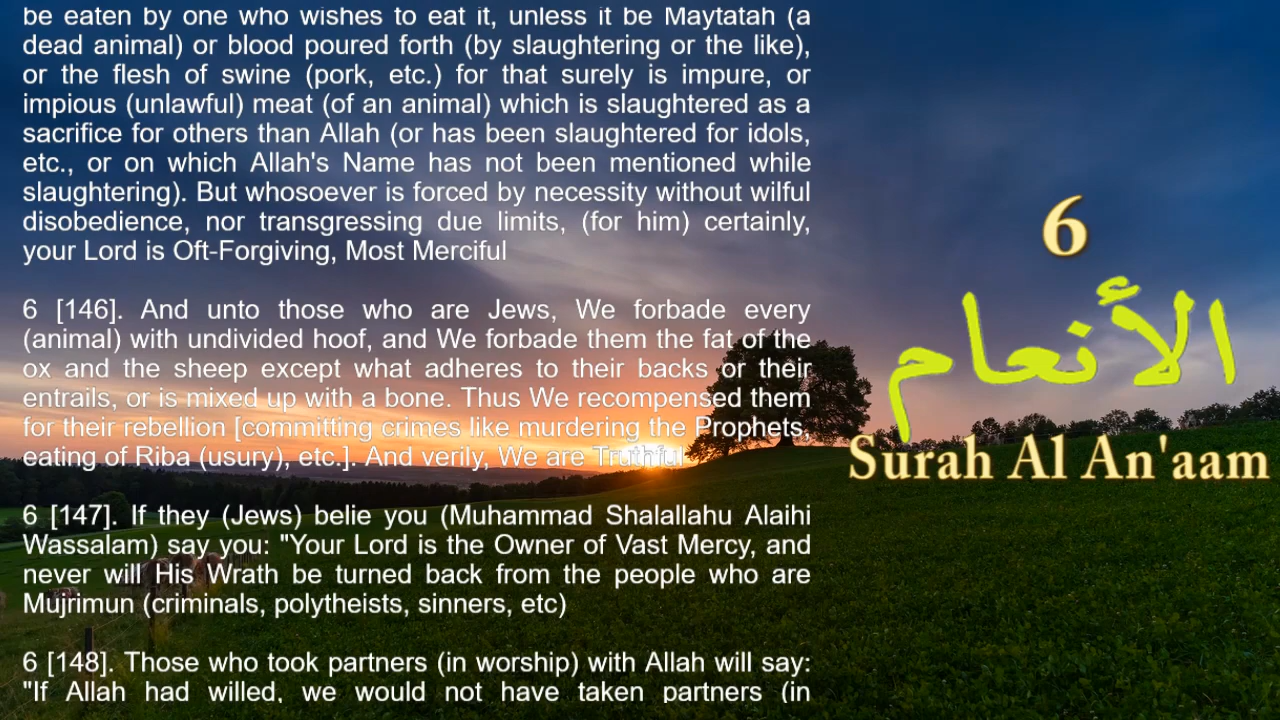 be eaten by one who wishes to eat it, unless it be Maytatah (a
dead animal) or blood poured forth (by slaughtering or the like),
or the flesh of swine (pork, etc.) for that surely is impure, or
impious (unlawful) meat (of an animal) which is slaughtered as a
sacrifice for others than Allah (or has been slaughtered for idols,
etc., or on which Allah's Name has not been mentioned while
slaughtering). But whosoever is forced by necessity without wilful
disobedience, nor transgressing due limits, (for him) certainly,
your Lord is Oft-Forgiving, Most Merciful
6 [146]. And unto those who are Jews, We forbade every
(animal) with undivided hoof, and We forbade them the fat of the
ox and the sheep except what adheres to their backs or their
entrails, or is mixed up with a bone. Thus We recompensed them
for their rebellion [committing crimes like murdering the Prophets,
eating of Riba (usury), etc.]. And verily, We are Truthful
6 [147]. If they (Jews) belie you (Muhammad Shalallahu Alaihi
Wassalam) say you: "Your Lord is the Owner of Vast Mercy, and
never will His Wrath be turned back from the people who are
Mujrimun (criminals, polytheists, sinners, etc)
6 [148]. Those who took partners (in worship) with Allah will say:
"If Allah had willed, we would not have taken partners (in
6
الأنعام
Surah Al An'aam